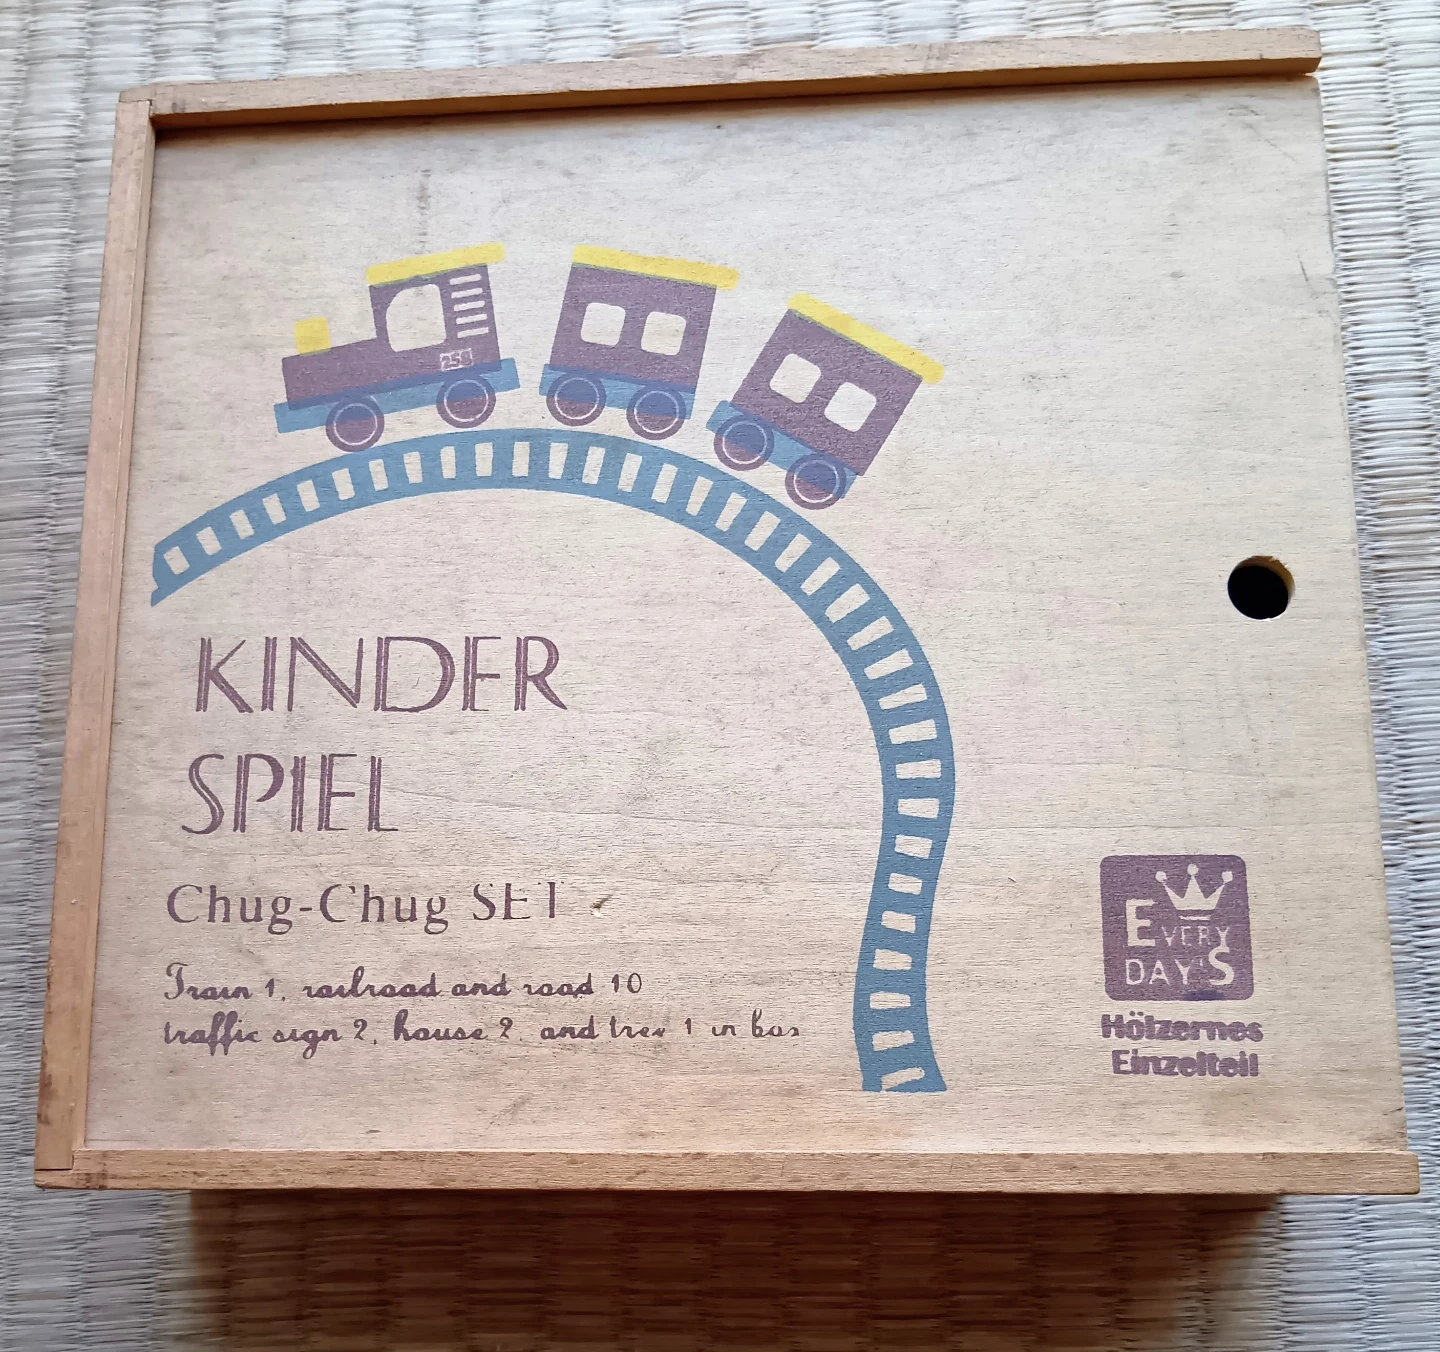 258
KINDER
SPIEL
Chug-Chug SET
Train 1, railroad and road 10
traffic sign 2, house 2, and tree 1 in box
EVERY
DAY'S
Hölzernes
Einzelteil